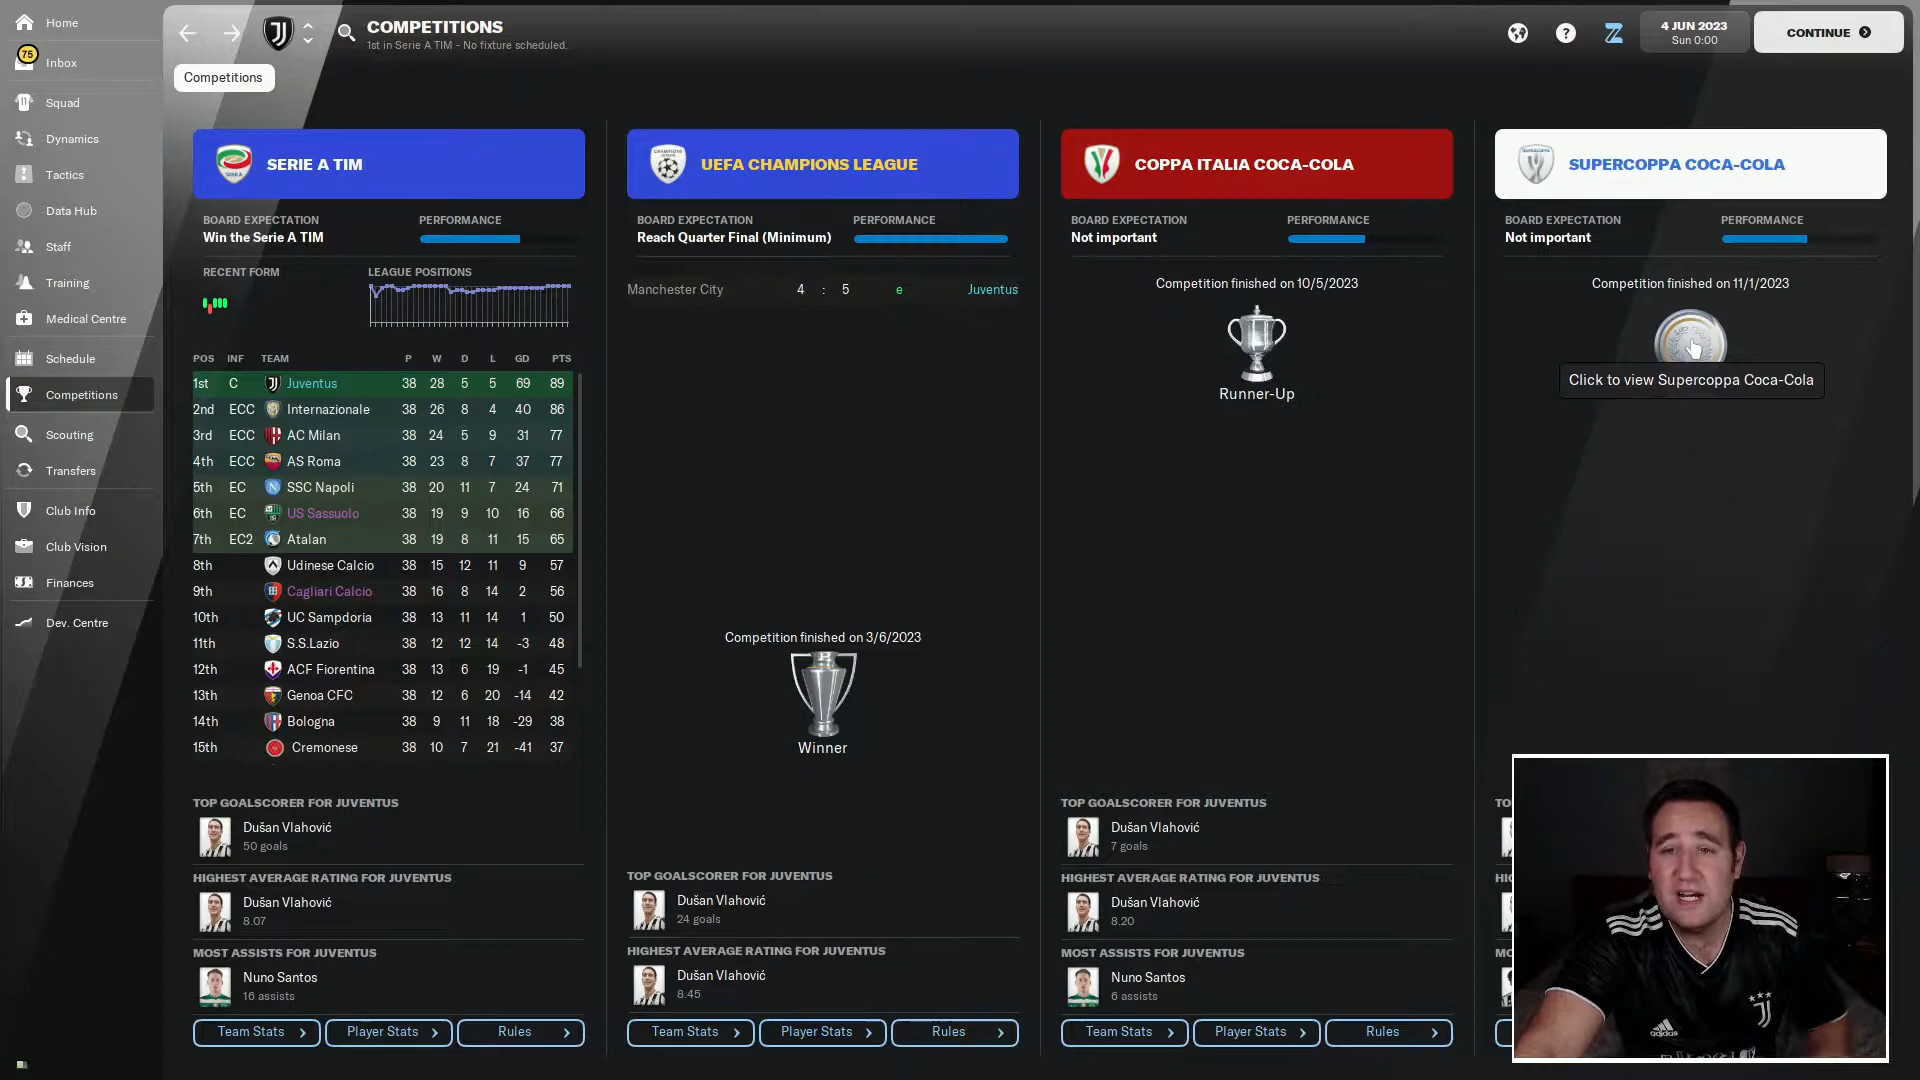 Home
75
Inbox
Squad
Dynamics
Tactics
Data Hub
Staff
Training
Medical Centre
Schedule
Competitions
Scouting
Transfers
Club Info
Club Vision
Finances
Dev. Centre
COMPETITIONS
1st in Serie A TIM - No fixture scheduled.
Competitions
?
4 JUN 2023
Sun 0:00
CONTINUE
SERIE A TIM
BOARD EXPECTATION PERFORMANCE
Win the Serie A TIM
RECENT FORM LEAGUE POSITIONS
POS INF TEAM P W D L GD PTS
1st C Juventus 38 28 5 5 69 89
2nd ECC Internazionale 38 26 8 4 40 86
3rd ECC AC Milan 38 24 5 9 31 77
4th ECC AS Roma 38 23 8 7 37 77
5th EC SSC Napoli 38 20 11 7 24 71
6th EC US Sassuolo 38 19 9 10 16 66
7th EC2 Atalan 38 19 8 11 15 65
8th Udinese Calcio 38 15 12 11 9 57
9th Cagliari Calcio 38 16 8 14 2 56
10th UC Sampdoria 38 13 11 14 1 50
11th S.S.Lazio 38 12 12 14 -3 48
12th ACF Fiorentina 38 13 6 19 -1 45
13th Genoa CFC 38 12 6 20 -14 42
14th Bologna 38 9 11 18 -29 38
15th Cremonese 38 10 7 21 -41 37
TOP GOALSCORER FOR JUVENTUS
Dušan Vlahović
50 goals
HIGHEST AVERAGE RATING FOR JUVENTUS
Dušan Vlahović
8.07
MOST ASSISTS FOR JUVENTUS
Nuno Santos
16 assists
Team Stats Player Stats Rules
UEFA CHAMPIONS LEAGUE
BOARD EXPECTATION PERFORMANCE
Reach Quarter Final (Minimum)
Manchester City 4 : 5 e Juventus
Competition finished on 3/6/2023
Winner
TOP GOALSCORER FOR JUVENTUS
Dušan Vlahović
24 goals
HIGHEST AVERAGE RATING FOR JUVENTUS
Dušan Vlahović
8.45
Team Stats Player Stats Rules
COPPA ITALIA COCA-COLA
BOARD EXPECTATION PERFORMANCE
Not important
Competition finished on 10/5/2023
Runner-Up
TOP GOALSCORER FOR JUVENTUS
Dušan Vlahović
7 goals
HIGHEST AVERAGE RATING FOR JUVENTUS
Dušan Vlahović
8.20
MOST ASSISTS FOR JUVENTUS
Nuno Santos
6 assists
Team Stats Player Stats Rules
SUPERCOPPA COCA-COLA
BOARD EXPECTATION PERFORMANCE
Not important
Competition finished on 11/1/2023
Click to view Supercoppa Coca-Cola
adidas